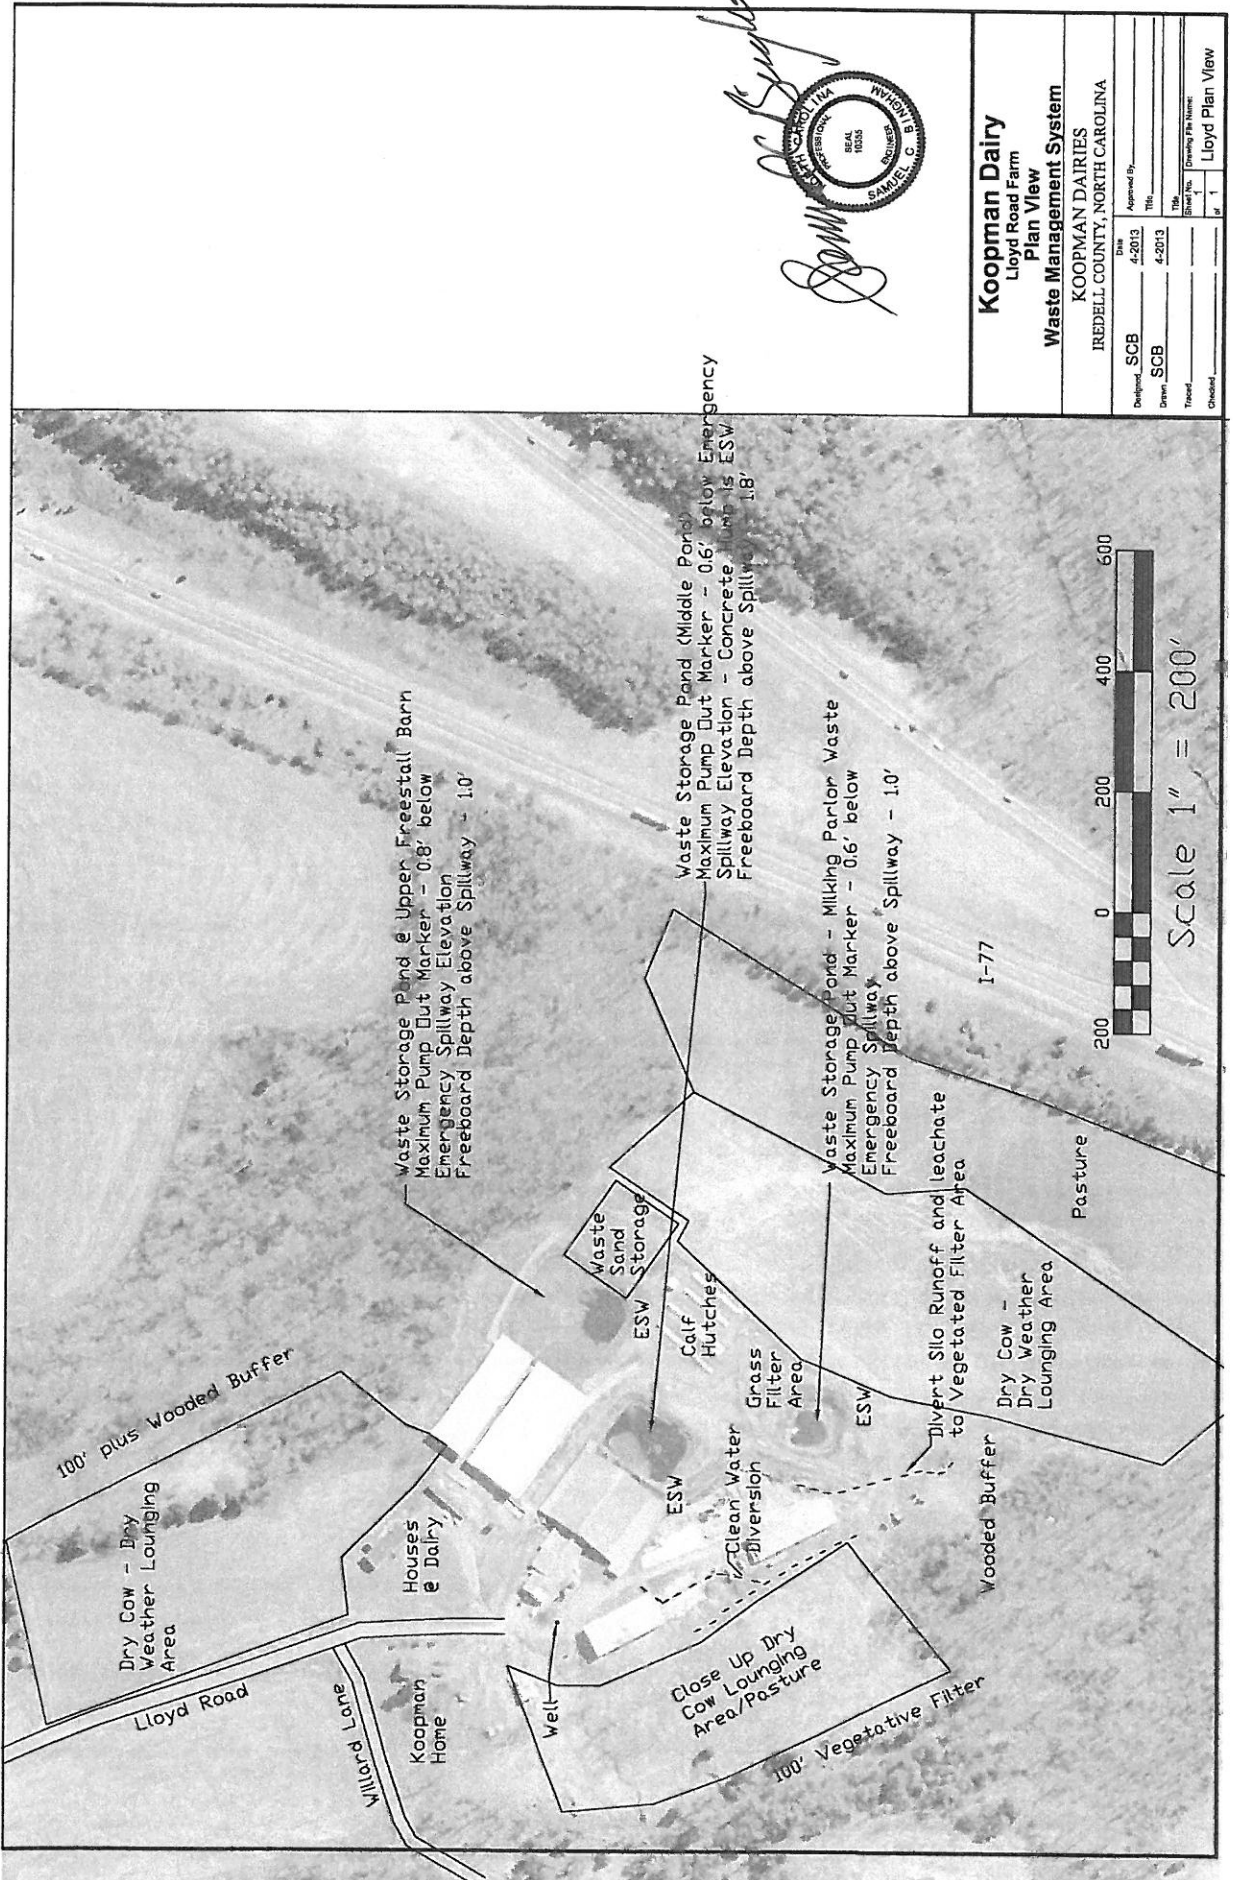 100' plus Wooded Buffer
Dry Cow - Dry
Weather Lounging
Area
Lloyd Road
Willard Lane
Houses
@ Dairy
Koopman
Home
Well
Close Up Dry
Cow Lounging
Area/Pasture
100' Vegetative Filter
Waste Storage Pond @ Upper Freestall Barn
Maximum Pump Out Marker - 0.8' below
Emergency Spillway Elevation
Freeboard Depth above Spillway - 1.0'
Waste
Sand
Storage
ESW
Calf
Hutches
Grass
Filter
Area
ESW
ESW
Clean Water
Diversion
Wooded Buffer
Waste Storage Pond (Middle Pond)
Maximum Pump Out Marker - 0.6' below Emergency
Spillway Elevation - Concrete Hump is ESW
Freeboard Depth above Spillway - 1.8'
Waste Storage Pond - Milking Parlor Waste
Maximum Pump Out Marker - 0.6' below
Emergency Spillway
Freeboard Depth above Spillway - 1.0'
Divert Silo Runoff and leachate
to Vegetated Filter Area
Dry Cow -
Dry Weather
Lounging Area
Pasture
I-77
200 0 200 400 600
Scale 1" = 200'
NORTH CAROLINA
PROFESSIONAL
SEAL
10355
ENGINEER
SAMUEL C BINGHAM
Koopman Dairy
Lloyd Road Farm
Plan View
Waste Management System
KOOPMAN DAIRIES
IREDELL COUNTY, NORTH CAROLINA
Date
Designed SCB 4-2013
Drawn SCB 4-2013
Traced
Checked
Approved By
Title
Title
Sheet No. 1
of 1
Drawing File Name:
Lloyd Plan View